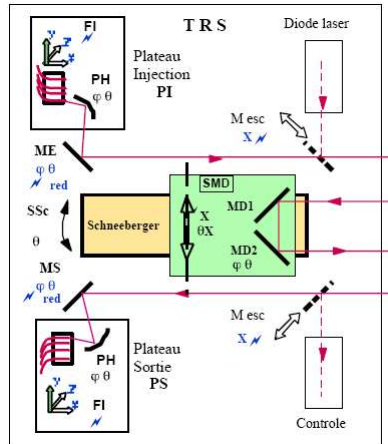 T R S
Diode laser
FI
Y
Z
X
PH
φ θ
Plateau
Injection
PI
M esc
X
ME
φ θ
red
SMD
MD1
SSc
θ
Schneeberger
X
θX
MD2
φ θ
MS
φ θ
red
M esc
X
PH
φ θ
Plateau
Sortie
PS
Y
Z
X
FI
Controle